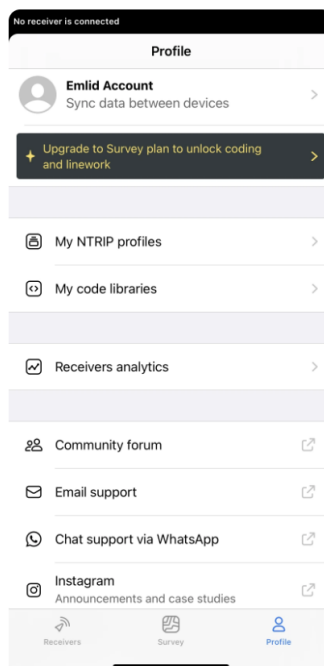 No receiver is connected
Profile
Emlid Account
Sync data between devices
Upgrade to Survey plan to unlock coding
and linework
My NTRIP profiles
My code libraries
Receivers analytics
Community forum
Email support
Chat support via WhatsApp
Instagram
Announcements and case studies
Receivers
Survey
Profile